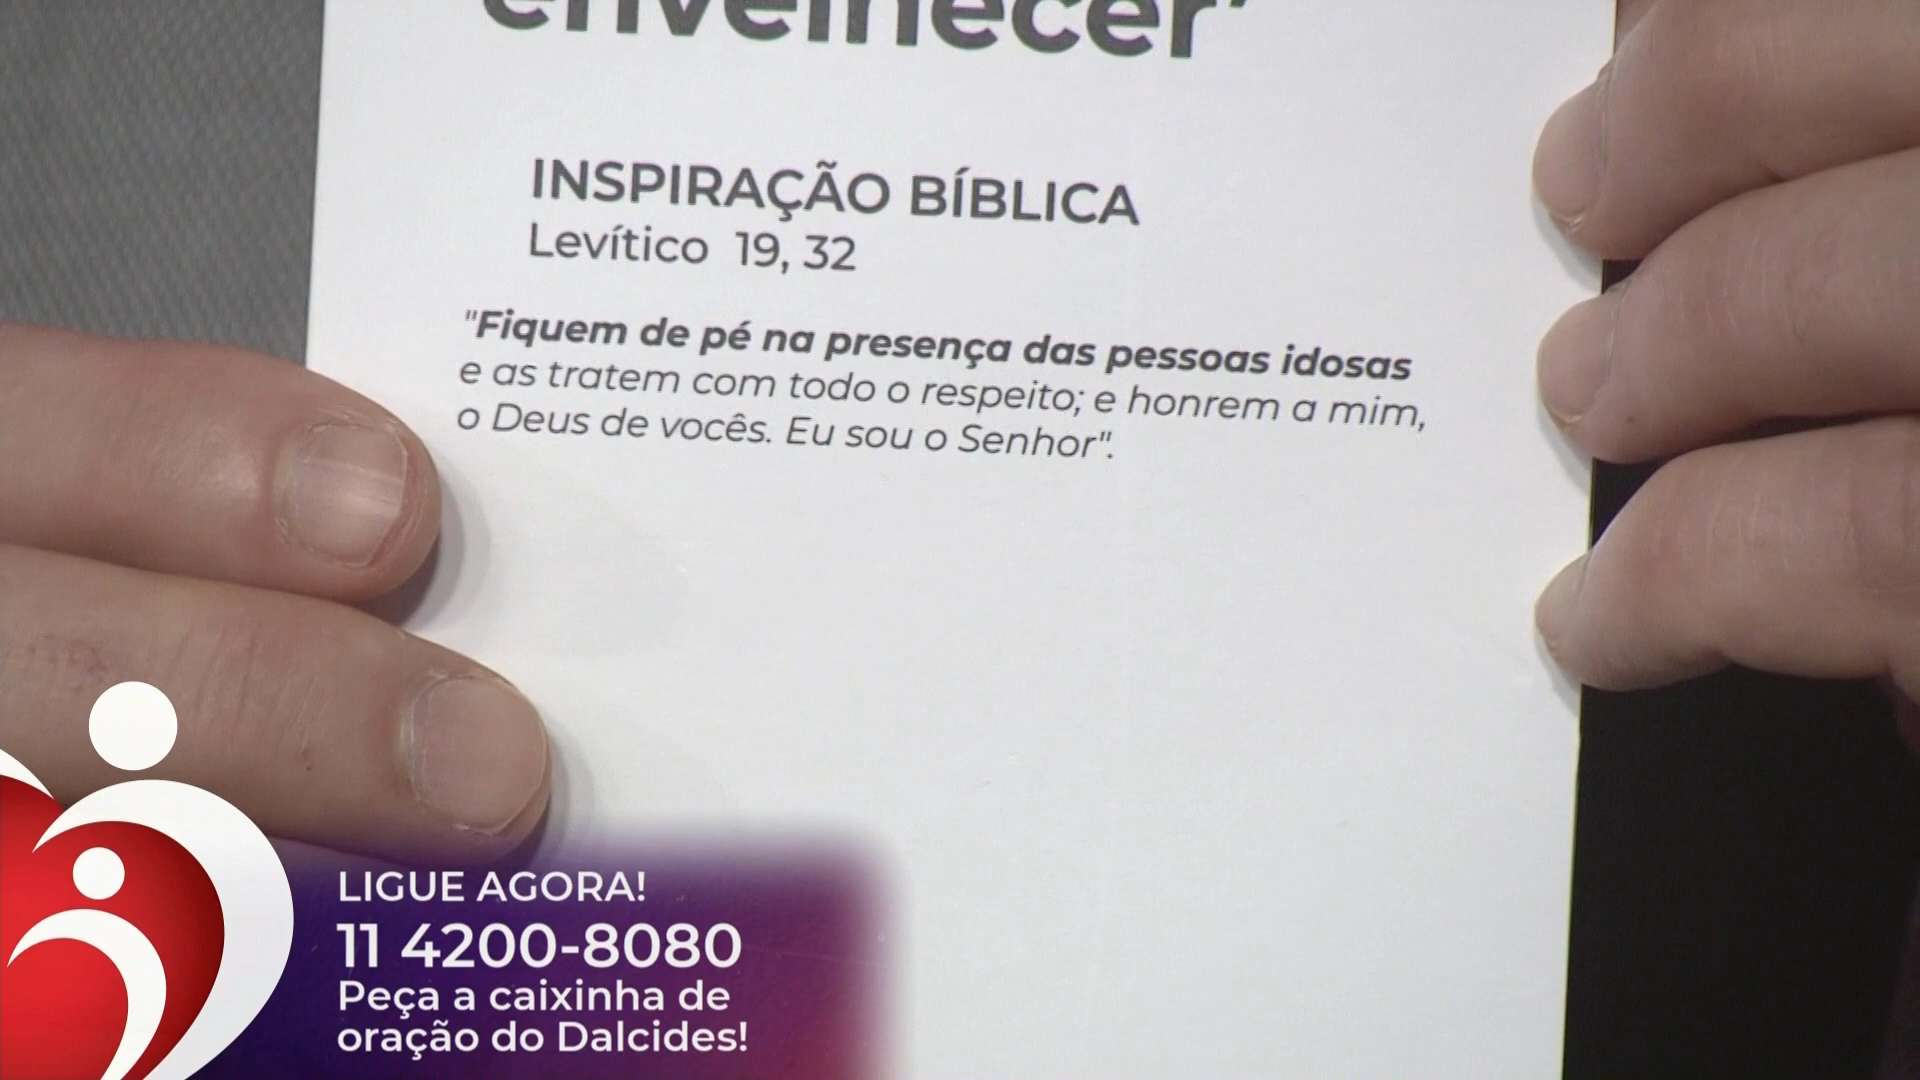 envelhecer"
INSPIRAÇÃO BÍBLICA
Levítico 19, 32
"Fiquem de pé na presença das pessoas idosas
e as tratem com todo o respeito; e honrem a mim,
o Deus de vocês. Eu sou o Senhor".
LIGUE AGORA!
11 4200-8080
Peça a caixinha de
oração do Dalcides!